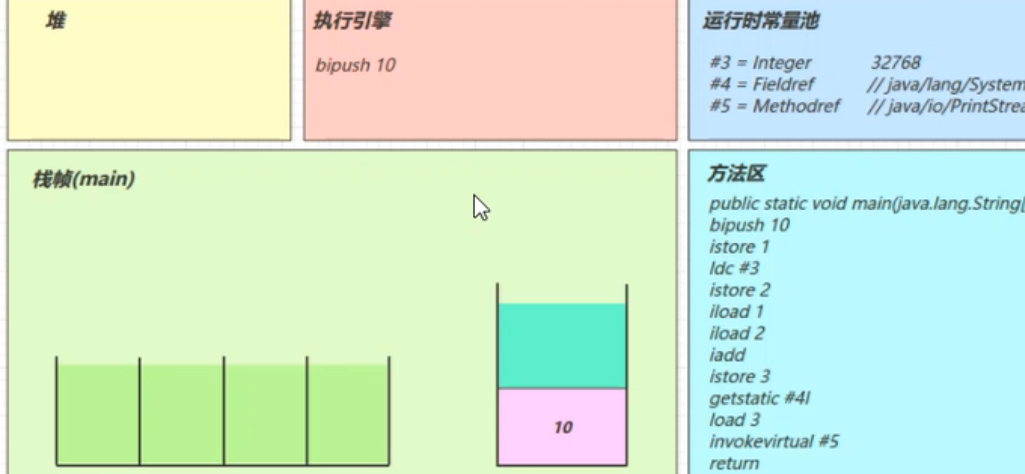 堆
执行引擎
bipush 10
运行时常量池
#3 = Integer 32768
#4 = Fieldref // java/lang/System
#5 = Methodref // java/io/PrintStrea
栈帧(main)
10
方法区
public static void main(java.lang.String[
bipush 10
istore 1
ldc #3
istore 2
iload 1
iload 2
iadd
istore 3
getstatic #4l
load 3
invokevirtual #5
return